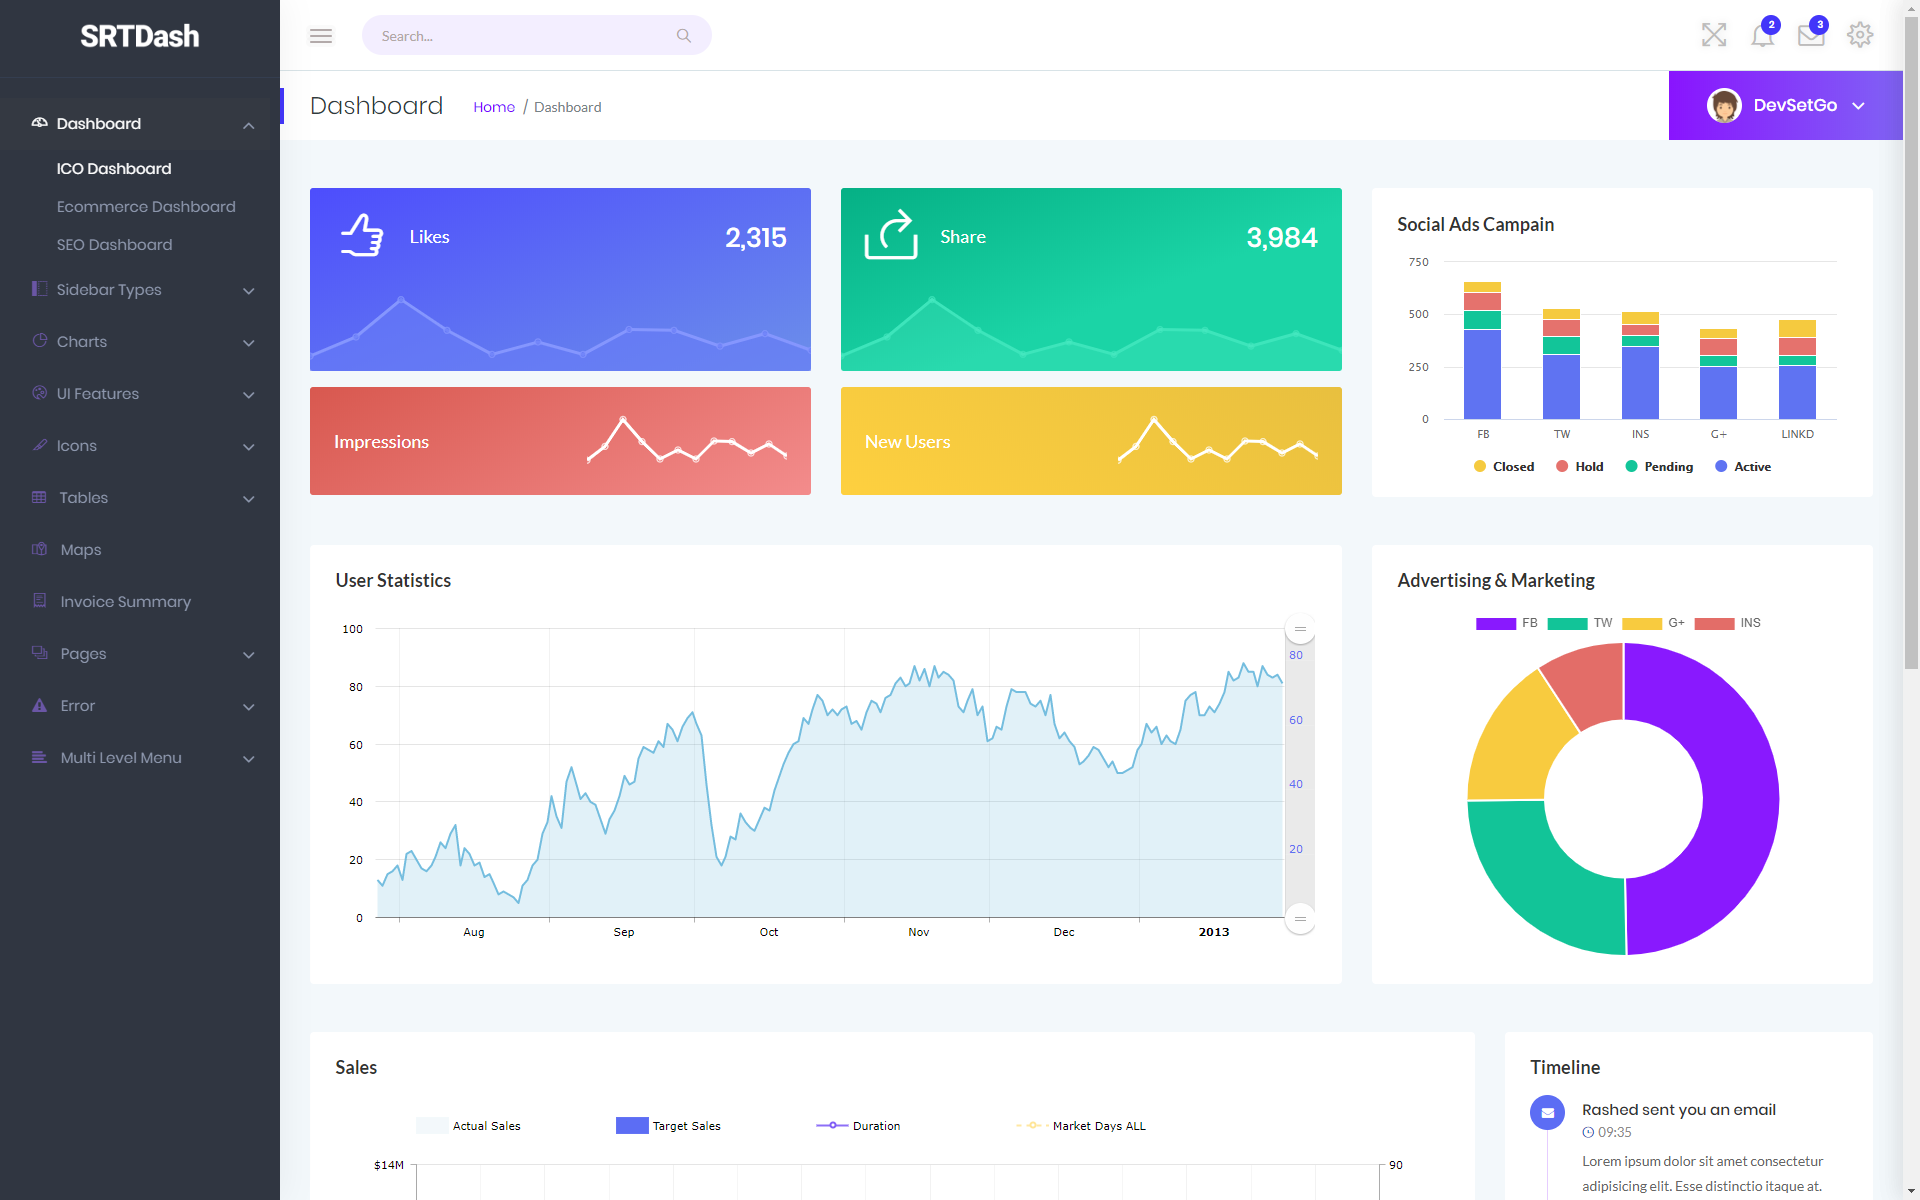 SRTDash
Search...
2
3
Dashboard
Home / Dashboard
DevSetGo
Dashboard
ICO Dashboard
Ecommerce Dashboard
SEO Dashboard
Sidebar Types
Charts
UI Features
Icons
Tables
Maps
Invoice Summary
Pages
Error
Multi Level Menu
Likes
2,315
Share
3,984
Impressions
New Users
Social Ads Campain
750
500
250
0
FB TW INS G+ LINKD
Closed Hold Pending Active
User Statistics
100
80
60
40
20
0
Aug Sep Oct Nov Dec 2013
80
60
40
20
Advertising & Marketing
FB TW G+ INS
Sales
Actual Sales Target Sales Duration Market Days ALL
$14M
90
Timeline
Rashed sent you an email
09:35
Lorem ipsum dolor sit amet consectetur
adipisicing elit. Esse distinctio itaque at.